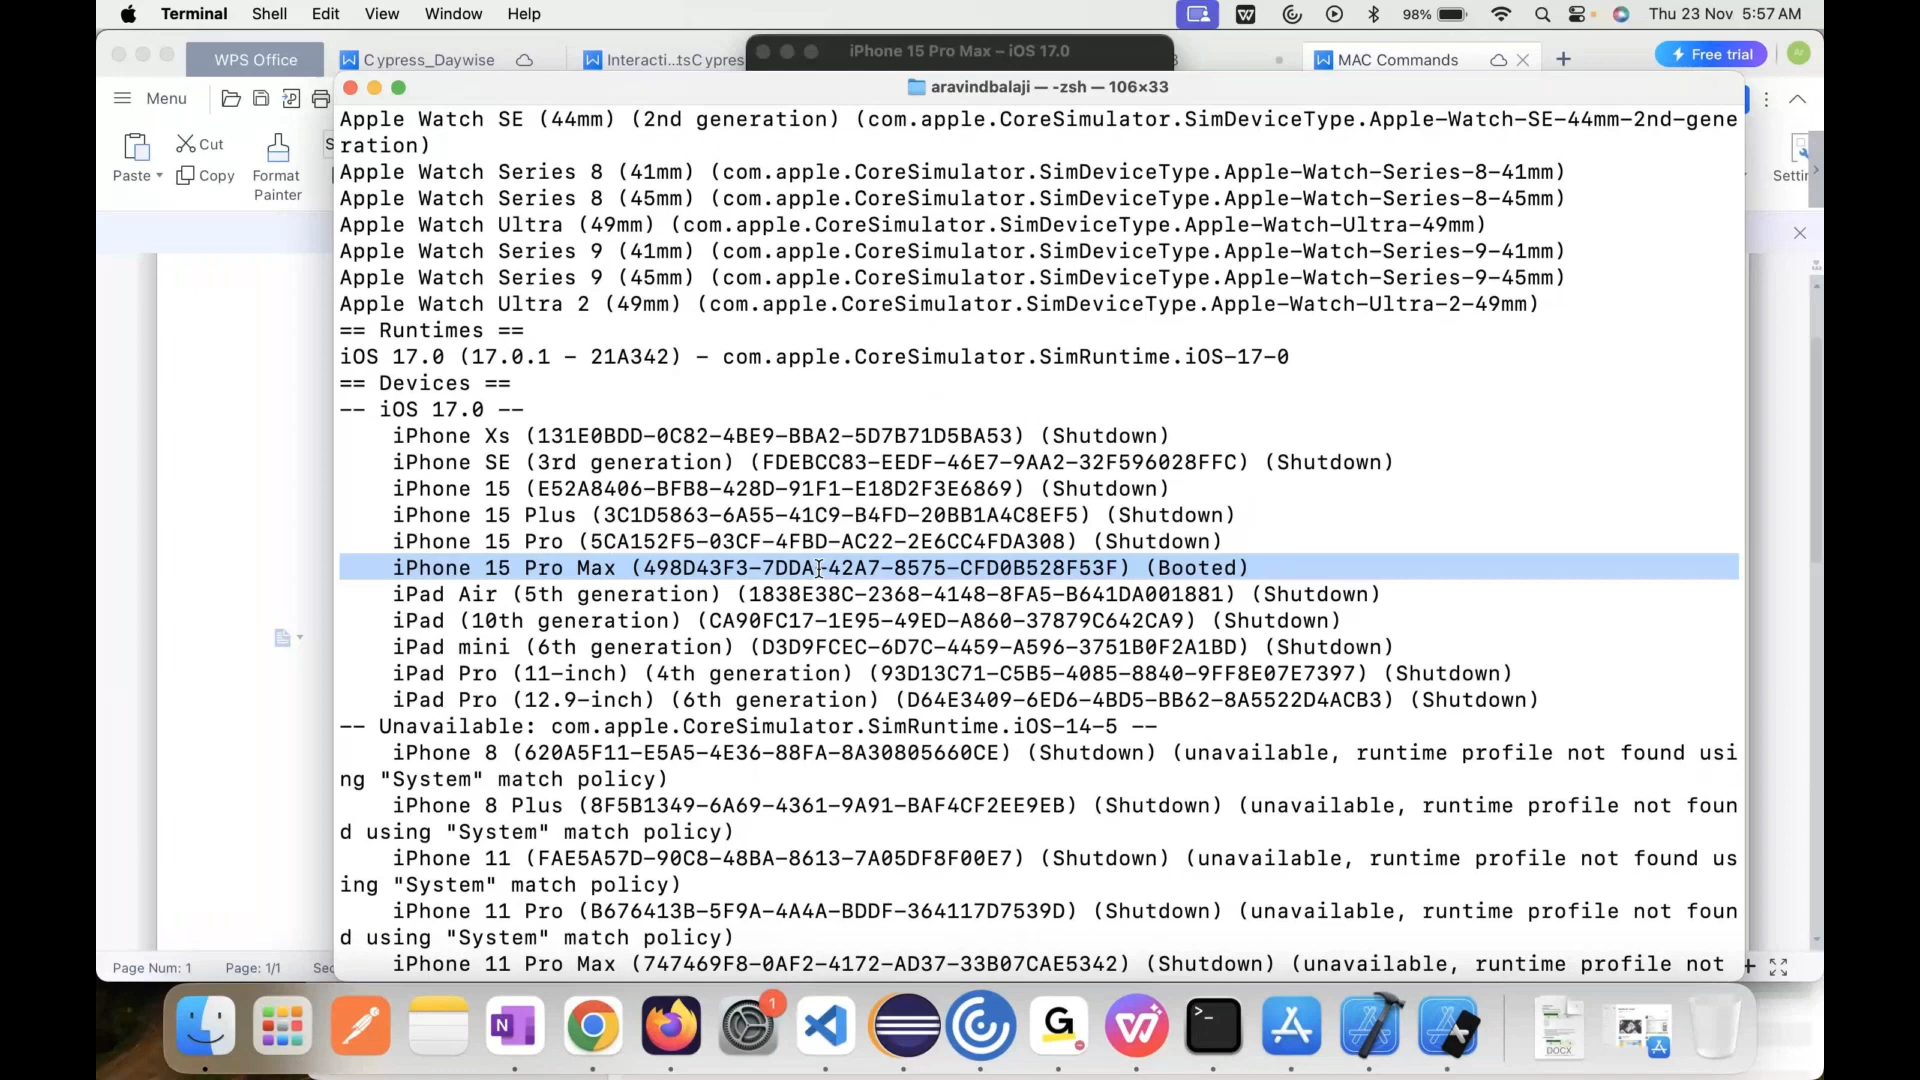 Terminal Shell Edit View Window Help 98% Thu 23 Nov 5:57 AM
WPS Office Cypress_Daywise Interacti...tsCypres iPhone 15 Pro Max – iOS 17.0 MAC Commands Free trial
Menu aravindbalaji — -zsh — 106×33
Paste Cut Copy Format Painter Settin
Apple Watch SE (44mm) (2nd generation) (com.apple.CoreSimulator.SimDeviceType.Apple-Watch-SE-44mm-2nd-gene
ration)
Apple Watch Series 8 (41mm) (com.apple.CoreSimulator.SimDeviceType.Apple-Watch-Series-8-41mm)
Apple Watch Series 8 (45mm) (com.apple.CoreSimulator.SimDeviceType.Apple-Watch-Series-8-45mm)
Apple Watch Ultra (49mm) (com.apple.CoreSimulator.SimDeviceType.Apple-Watch-Ultra-49mm)
Apple Watch Series 9 (41mm) (com.apple.CoreSimulator.SimDeviceType.Apple-Watch-Series-9-41mm)
Apple Watch Series 9 (45mm) (com.apple.CoreSimulator.SimDeviceType.Apple-Watch-Series-9-45mm)
Apple Watch Ultra 2 (49mm) (com.apple.CoreSimulator.SimDeviceType.Apple-Watch-Ultra-2-49mm)
== Runtimes ==
iOS 17.0 (17.0.1 - 21A342) - com.apple.CoreSimulator.SimRuntime.iOS-17-0
== Devices ==
-- iOS 17.0 --
iPhone Xs (131E0BDD-0C82-4BE9-BBA2-5D7B71D5BA53) (Shutdown)
iPhone SE (3rd generation) (FDEBCC83-EEDF-46E7-9AA2-32F596028FFC) (Shutdown)
iPhone 15 (E52A8406-BFB8-428D-91F1-E18D2F3E6869) (Shutdown)
iPhone 15 Plus (3C1D5863-6A55-41C9-B4FD-20BB1A4C8EF5) (Shutdown)
iPhone 15 Pro (5CA152F5-03CF-4FBD-AC22-2E6CC4FDA308) (Shutdown)
iPhone 15 Pro Max (498D43F3-7DDA-42A7-8575-CFD0B528F53F) (Booted)
iPad Air (5th generation) (1838E38C-2368-4148-8FA5-B641DA001881) (Shutdown)
iPad (10th generation) (CA90FC17-1E95-49ED-A860-37879C642CA9) (Shutdown)
iPad mini (6th generation) (D3D9FCEC-6D7C-4459-A596-3751B0F2A1BD) (Shutdown)
iPad Pro (11-inch) (4th generation) (93D13C71-C5B5-4085-8840-9FF8E07E7397) (Shutdown)
iPad Pro (12.9-inch) (6th generation) (D64E3409-6ED6-4BD5-BB62-8A5522D4ACB3) (Shutdown)
-- Unavailable: com.apple.CoreSimulator.SimRuntime.iOS-14-5 --
iPhone 8 (620A5F11-E5A5-4E36-88FA-8A30805660CE) (Shutdown) (unavailable, runtime profile not found usi
ng "System" match policy)
iPhone 8 Plus (8F5B1349-6A69-4361-9A91-BAF4CF2EE9EB) (Shutdown) (unavailable, runtime profile not foun
d using "System" match policy)
iPhone 11 (FAE5A57D-90C8-48BA-8613-7A05DF8F00E7) (Shutdown) (unavailable, runtime profile not found us
ing "System" match policy)
iPhone 11 Pro (B676413B-5F9A-4A4A-BDDF-364117D7539D) (Shutdown) (unavailable, runtime profile not foun
d using "System" match policy)
iPhone 11 Pro Max (747469F8-0AF2-4172-AD37-33B07CAE5342) (Shutdown) (unavailable, runtime profile not
Page Num: 1 Page: 1/1 Sec
1
DOCX